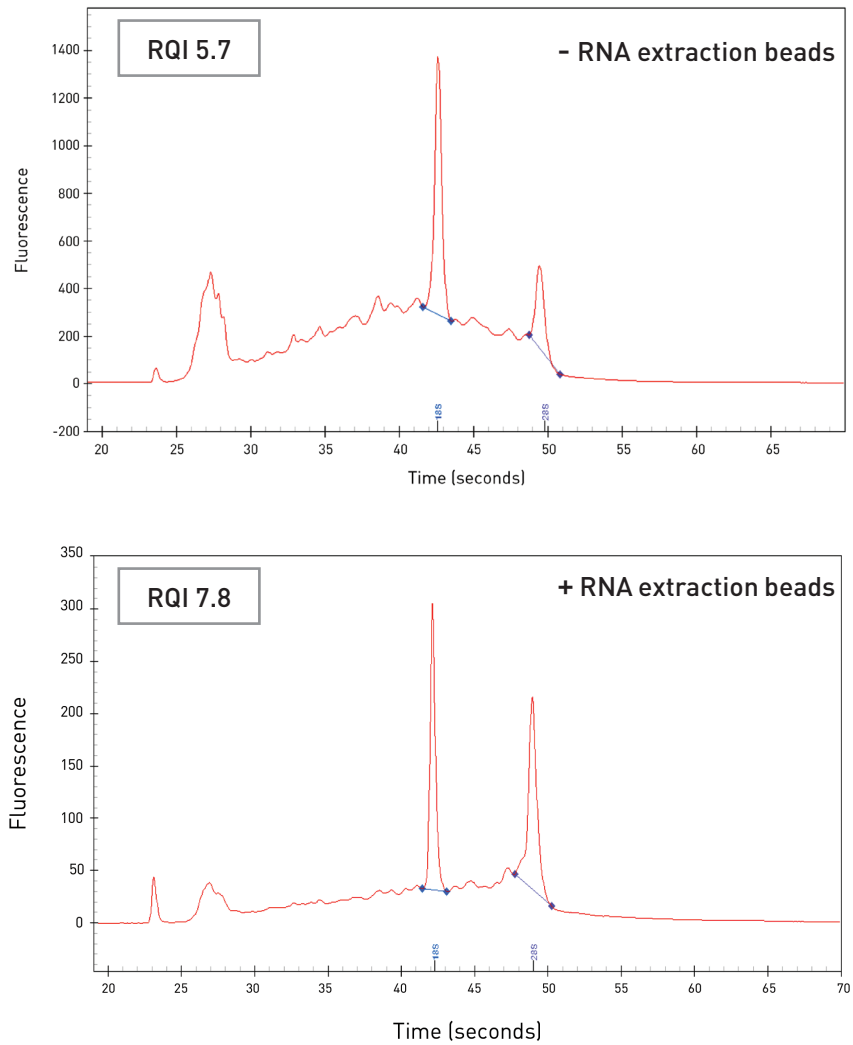 RQI 5.7
- RNA extraction beads
1400
1200
1000
800
600
400
200
0
-200
Fluorescence
18S
28S
20 25 30 35 40 45 50 55 60 65
Time (seconds)
RQI 7.8
+ RNA extraction beads
350
300
250
200
150
100
50
0
Fluorescence
18S
28S
20 25 30 35 40 45 50 55 60 65 70
Time (seconds)